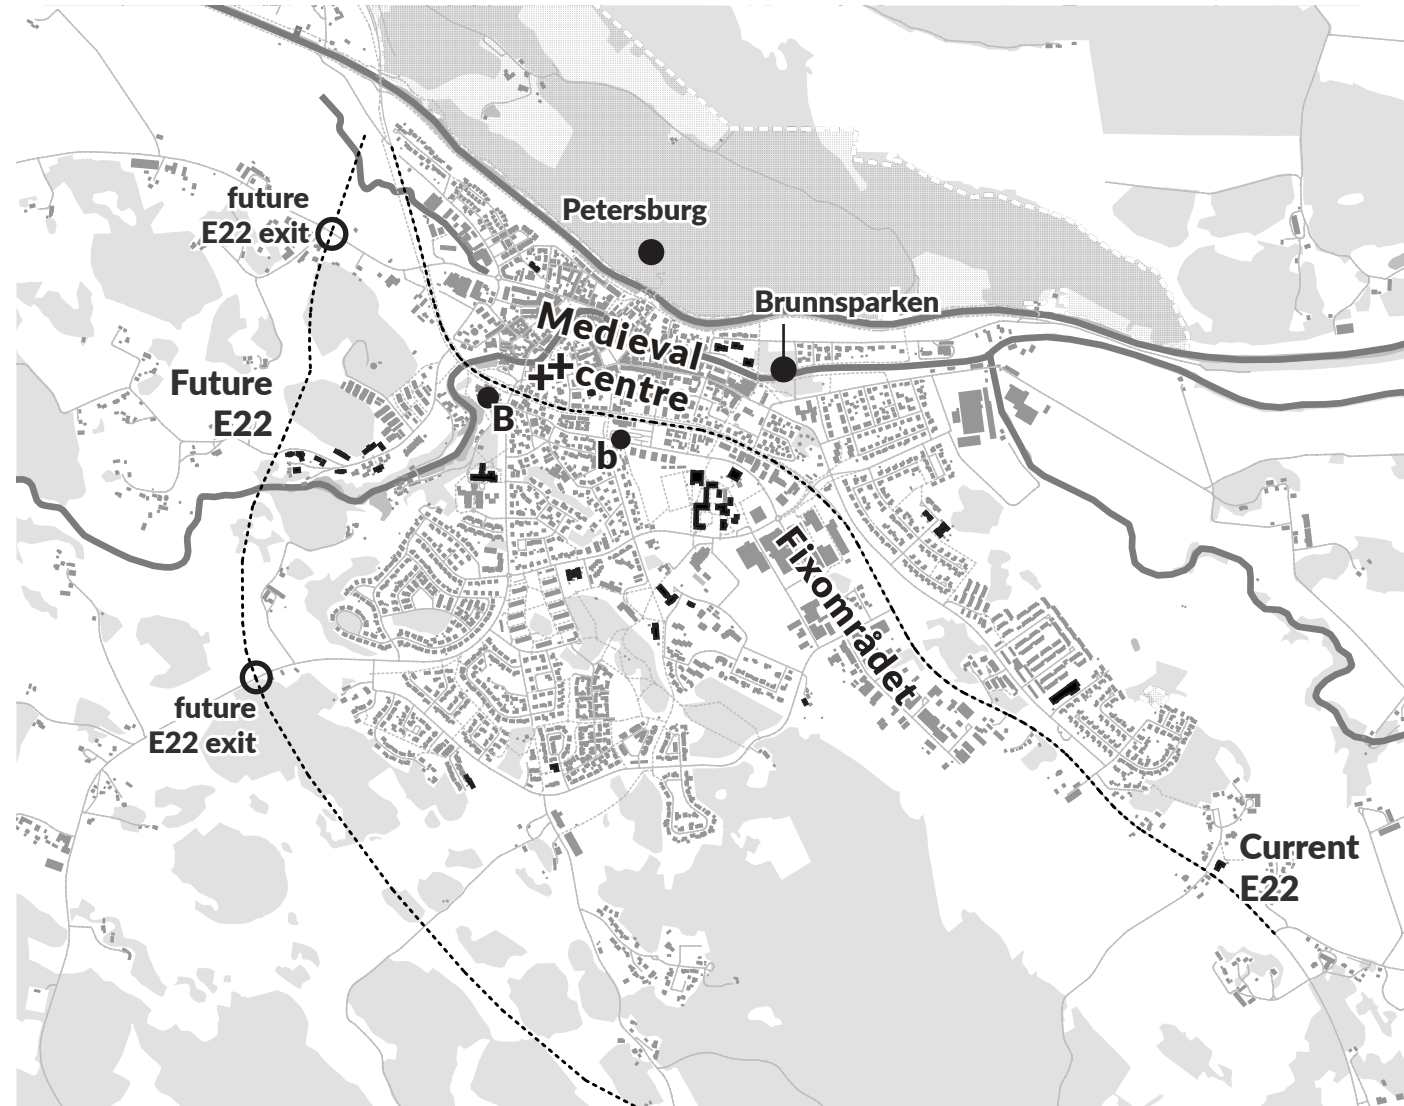 future
E22 exit
Petersburg
Brunnsparken
Medieval
centre
Future
E22
B
b
Fixområdet
future
E22 exit
Current
E22